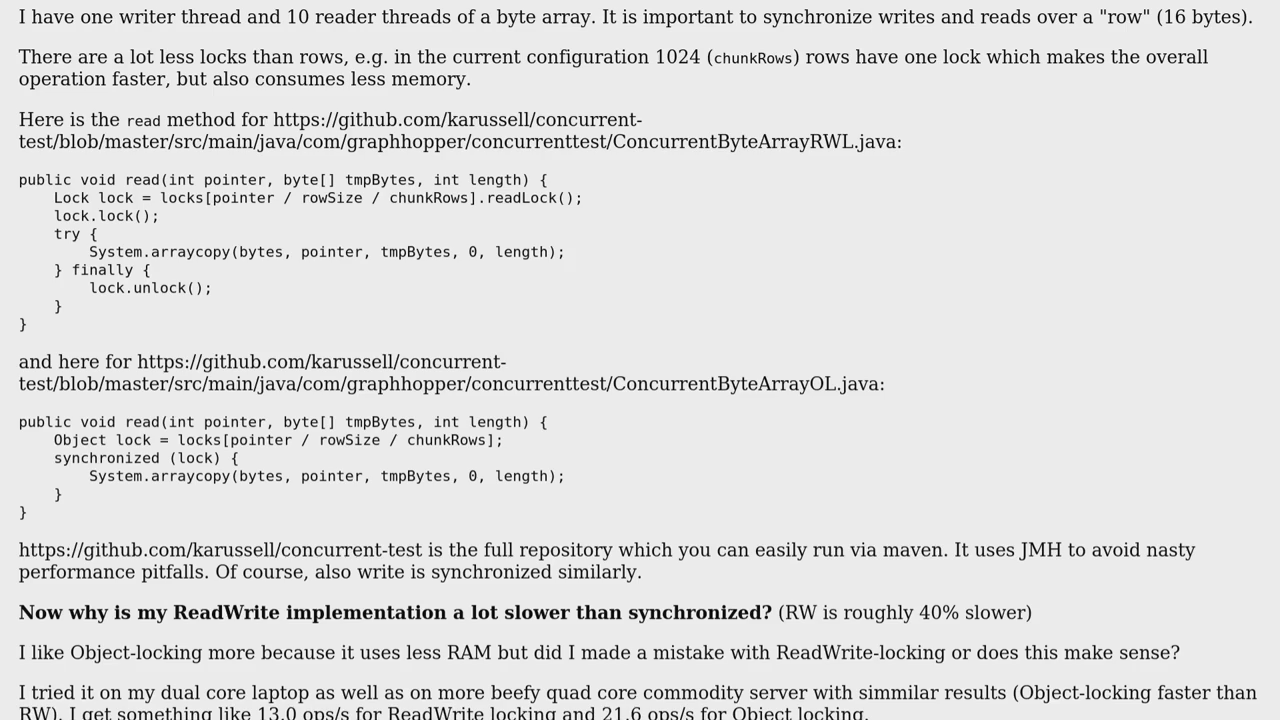 I have one writer thread and 10 reader threads of a byte array. It is important to synchronize writes and reads over a "row" (16 bytes).
There are a lot less locks than rows, e.g. in the current configuration 1024 (chunkRows) rows have one lock which makes the overall
operation faster, but also consumes less memory.
Here is the read method for https://github.com/karussell/concurrent-
test/blob/master/src/main/java/com/graphhopper/concurrenttest/ConcurrentByteArrayRWL.java:
public void read(int pointer, byte[] tmpBytes, int length) {
    Lock lock = locks[pointer / rowSize / chunkRows].readLock();
    lock.lock();
    try {
        System.arraycopy(bytes, pointer, tmpBytes, 0, length);
    } finally {
        lock.unlock();
    }
}
and here for https://github.com/karussell/concurrent-
test/blob/master/src/main/java/com/graphhopper/concurrenttest/ConcurrentByteArrayOL.java:
public void read(int pointer, byte[] tmpBytes, int length) {
    Object lock = locks[pointer / rowSize / chunkRows];
    synchronized (lock) {
        System.arraycopy(bytes, pointer, tmpBytes, 0, length);
    }
}
https://github.com/karussell/concurrent-test is the full repository which you can easily run via maven. It uses JMH to avoid nasty
performance pitfalls. Of course, also write is synchronized similarly.
Now why is my ReadWrite implementation a lot slower than synchronized? (RW is roughly 40% slower)
I like Object-locking more because it uses less RAM but did I made a mistake with ReadWrite-locking or does this make sense?
I tried it on my dual core laptop as well as on more beefy quad core commodity server with simmilar results (Object-locking faster than
RW). I get something like 13.0 ops/s for ReadWrite locking and 21.6 ops/s for Object locking.